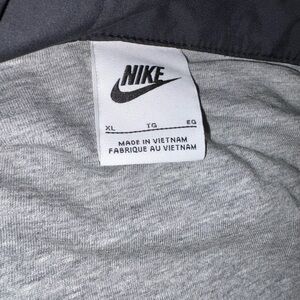 NIKE
XL TG EG
MADE IN VIETNAM
FABRIQUE AU VIETNAM